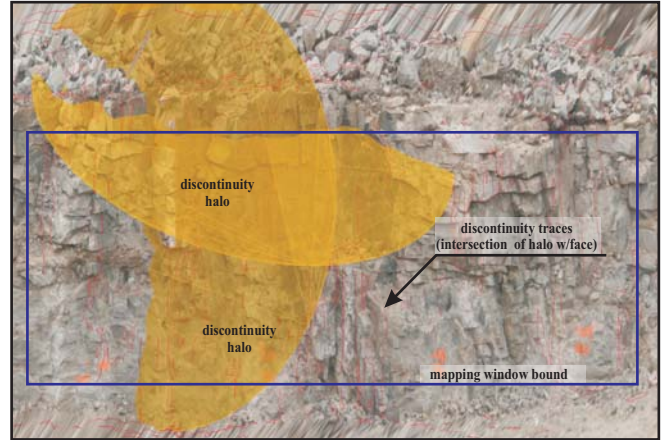 discontinuity
halo
discontinuity traces
(intersection of halo w/face)
discontinuity
halo
mapping window bound